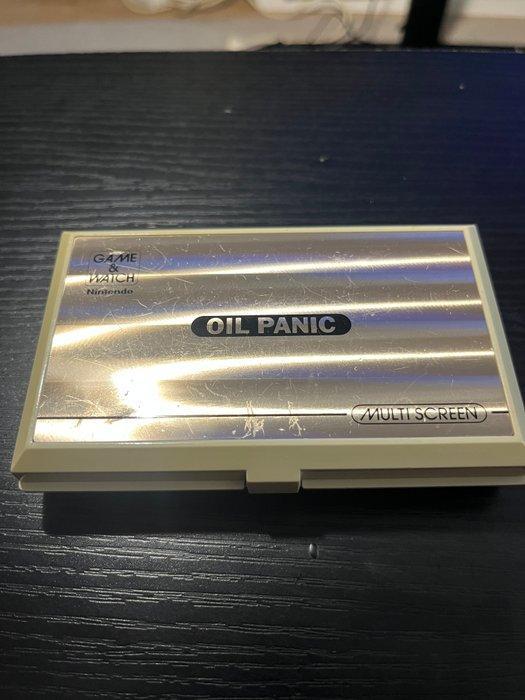 GAME
&
WATCH
Nintendo
OIL PANIC
MULTI SCREEN